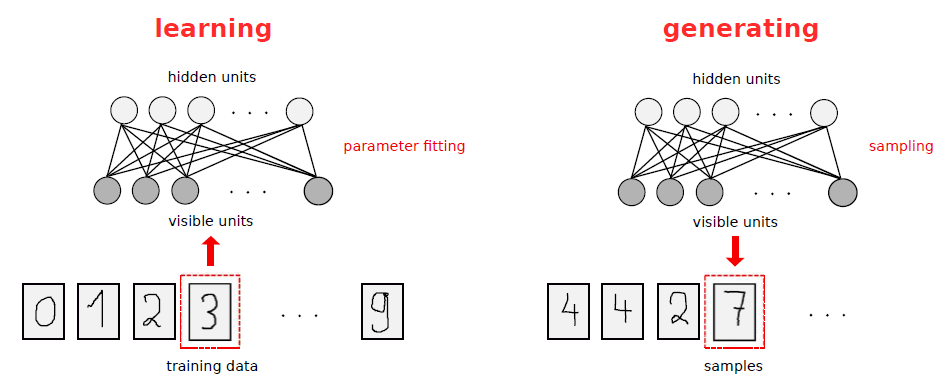 learning
hidden units
. . .
parameter fitting
. . .
visible units
0 1 2 3 . . . 9
training data
generating
hidden units
. . .
sampling
. . .
visible units
4 4 2 7 . . .
samples